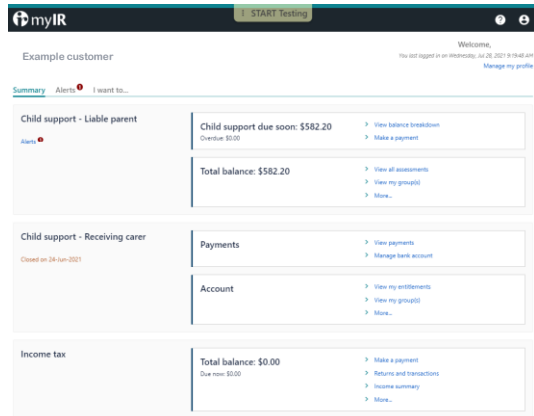 myIR
START Testing
Example customer
Welcome,
You last logged in on Wednesday, Jul 28, 2021 9:19:48 AM
Manage my profile
Summary Alerts 1 I want to...
Child support - Liable parent
Alerts 1
Child support due soon: $582.20
Overdue: $0.00
View balance breakdown
Make a payment
Total balance: $582.20
View all assessments
View my group(s)
More...
Child support - Receiving carer
Closed on 24-Jun-2021
Payments
View payments
Manage bank account
Account
View my entitlements
View my group(s)
More...
Income tax
Total balance: $0.00
Due now: $0.00
Make a payment
Returns and transactions
Income summary
More...